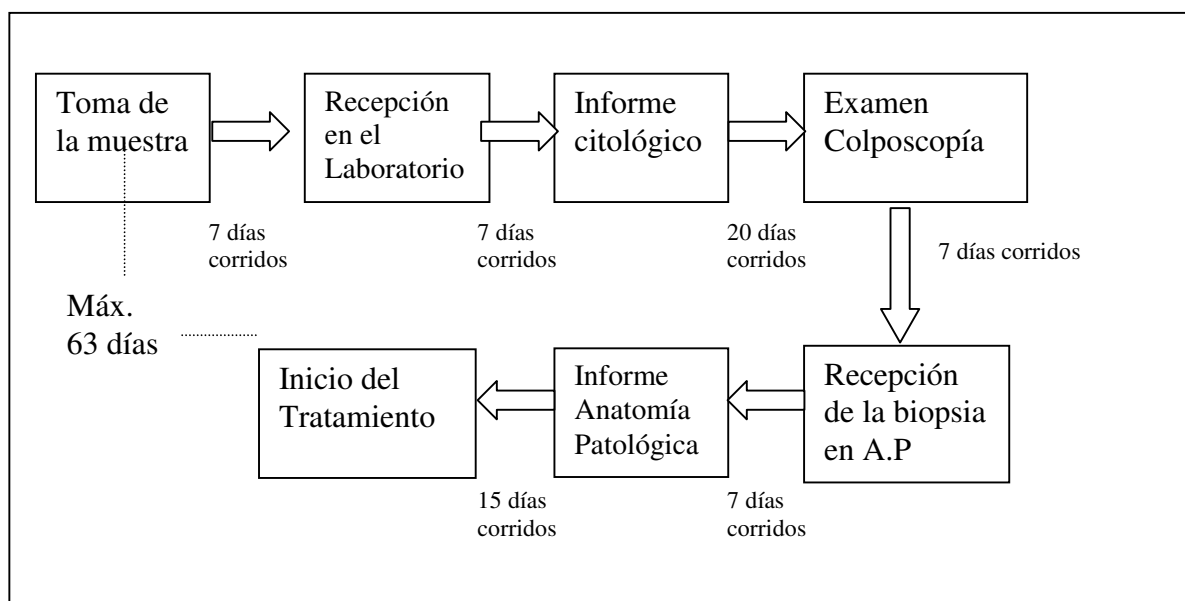 Toma de
la muestra
Recepción
en el
Laboratorio
Informe
citológico
Examen
Colposcopía
7 días
corridos
7 días
corridos
20 días
corridos
7 días corridos
Máx.
63 días
Inicio del
Tratamiento
Informe
Anatomía
Patológica
Recepción
de la biopsia
en A.P
15 días
corridos
7 días
corridos